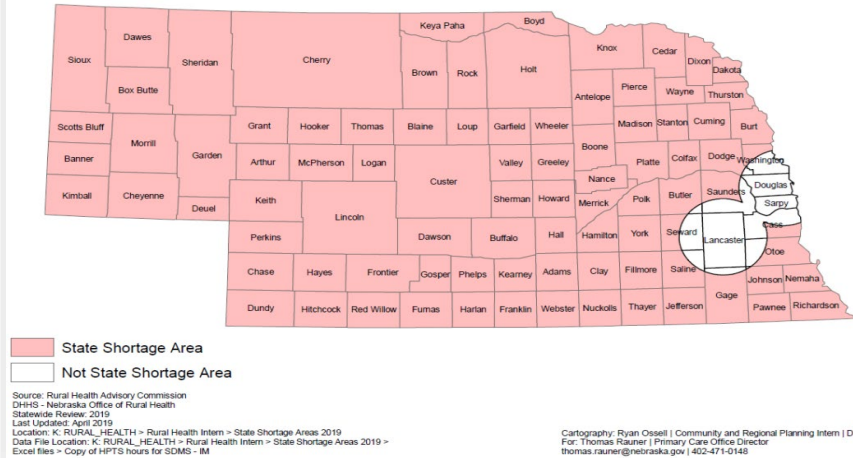 Keya Paha Boyd
Dawes Knox Cedar
Sioux Sheridan Cherry Dixon
Brown Rock Holt Dakota
Box Butte Pierce Wayne Thurston
Antelope
Scotts Bluff Grant Hooker Thomas Blaine Loup Garfield Wheeler Madison Stanton Cuming Burt
Morrill Boone
Banner Garden Arthur McPherson Logan Valley Greeley Platte Colfax Dodge Washington
Custer Nance Douglas
Kimball Cheyenne Keith Sherman Howard Merrick Polk Butler Saunders Sarpy
Deuel Lincoln
Perkins Dawson Buffalo Hall Hamilton York Seward Lancaster Cass
Otoe
Chase Hayes Frontier Gosper Phelps Kearney Adams Clay Fillmore Saline
Johnson Nemaha
Dundy Hitchcock Red Willow Furnas Harlan Franklin Webster Nuckolls Thayer Jefferson Gage Pawnee Richardson
State Shortage Area
Not State Shortage Area
Source: Rural Health Advisory Commission
DHHS - Nebraska Office of Rural Health
Statewide Review: 2019
Last Updated: April 2019
Location: K: RURAL_HEALTH > Rural Health Intern > State Shortage Areas 2019
Data File Location: K: RURAL_HEALTH > Rural Health Intern > State Shortage Areas 2019 >
Excel files > Copy of HPTS hours for SDMS - IM
Cartography: Ryan Ossell | Community and Regional Planning Intern | D
For: Thomas Rauner | Primary Care Office Director
thomas.rauner@nebraska.gov | 402-471-0148